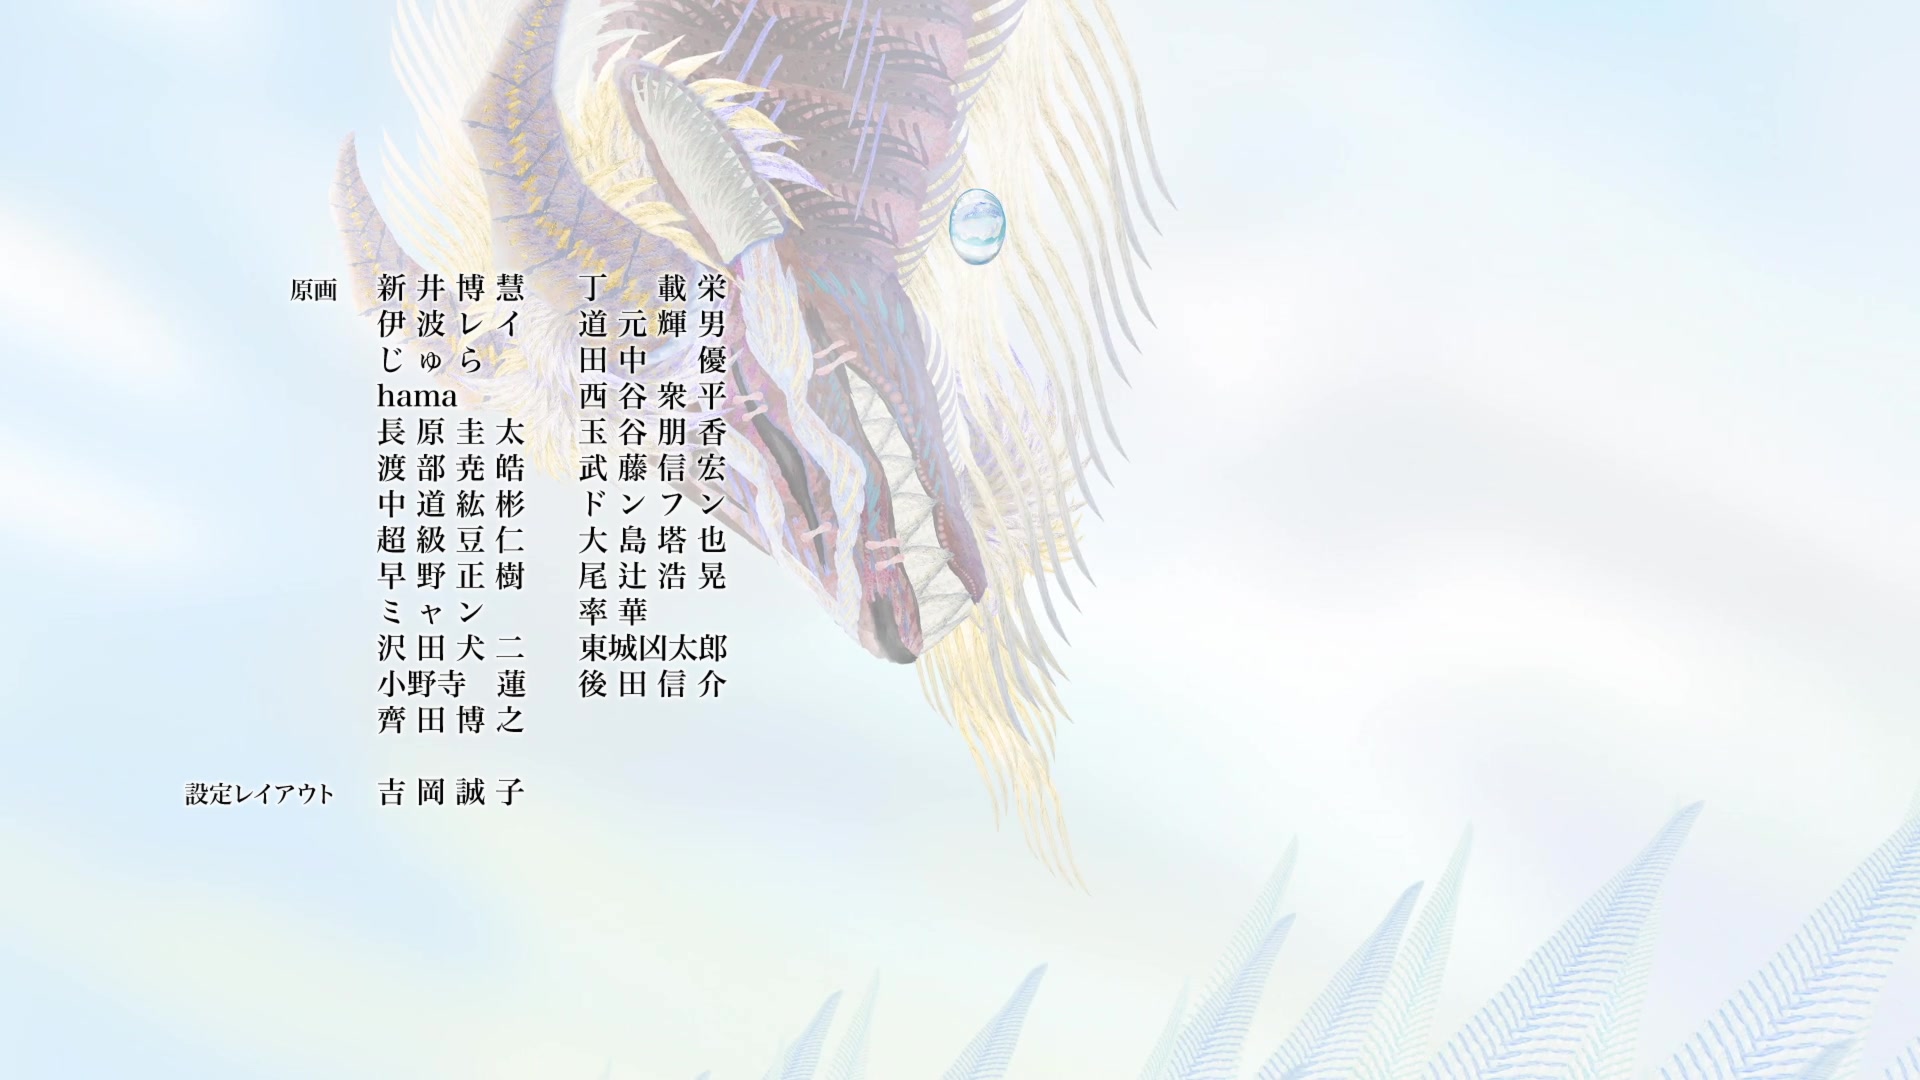 原画 新井博慧 丁 載栄
伊波レイ 道元輝男
じゅら 田中 優
hama 西谷衆平
長原圭太 玉谷朋香
渡部尭皓 武藤信宏
中道紘彬 ドンフン
超級豆仁 大島塔也
早野正樹 尾辻浩晃
ミャン 率華
沢田犬二 東城凶太郎
小野寺 蓮 後田信介
齊田博之
設定レイアウト 吉岡誠子